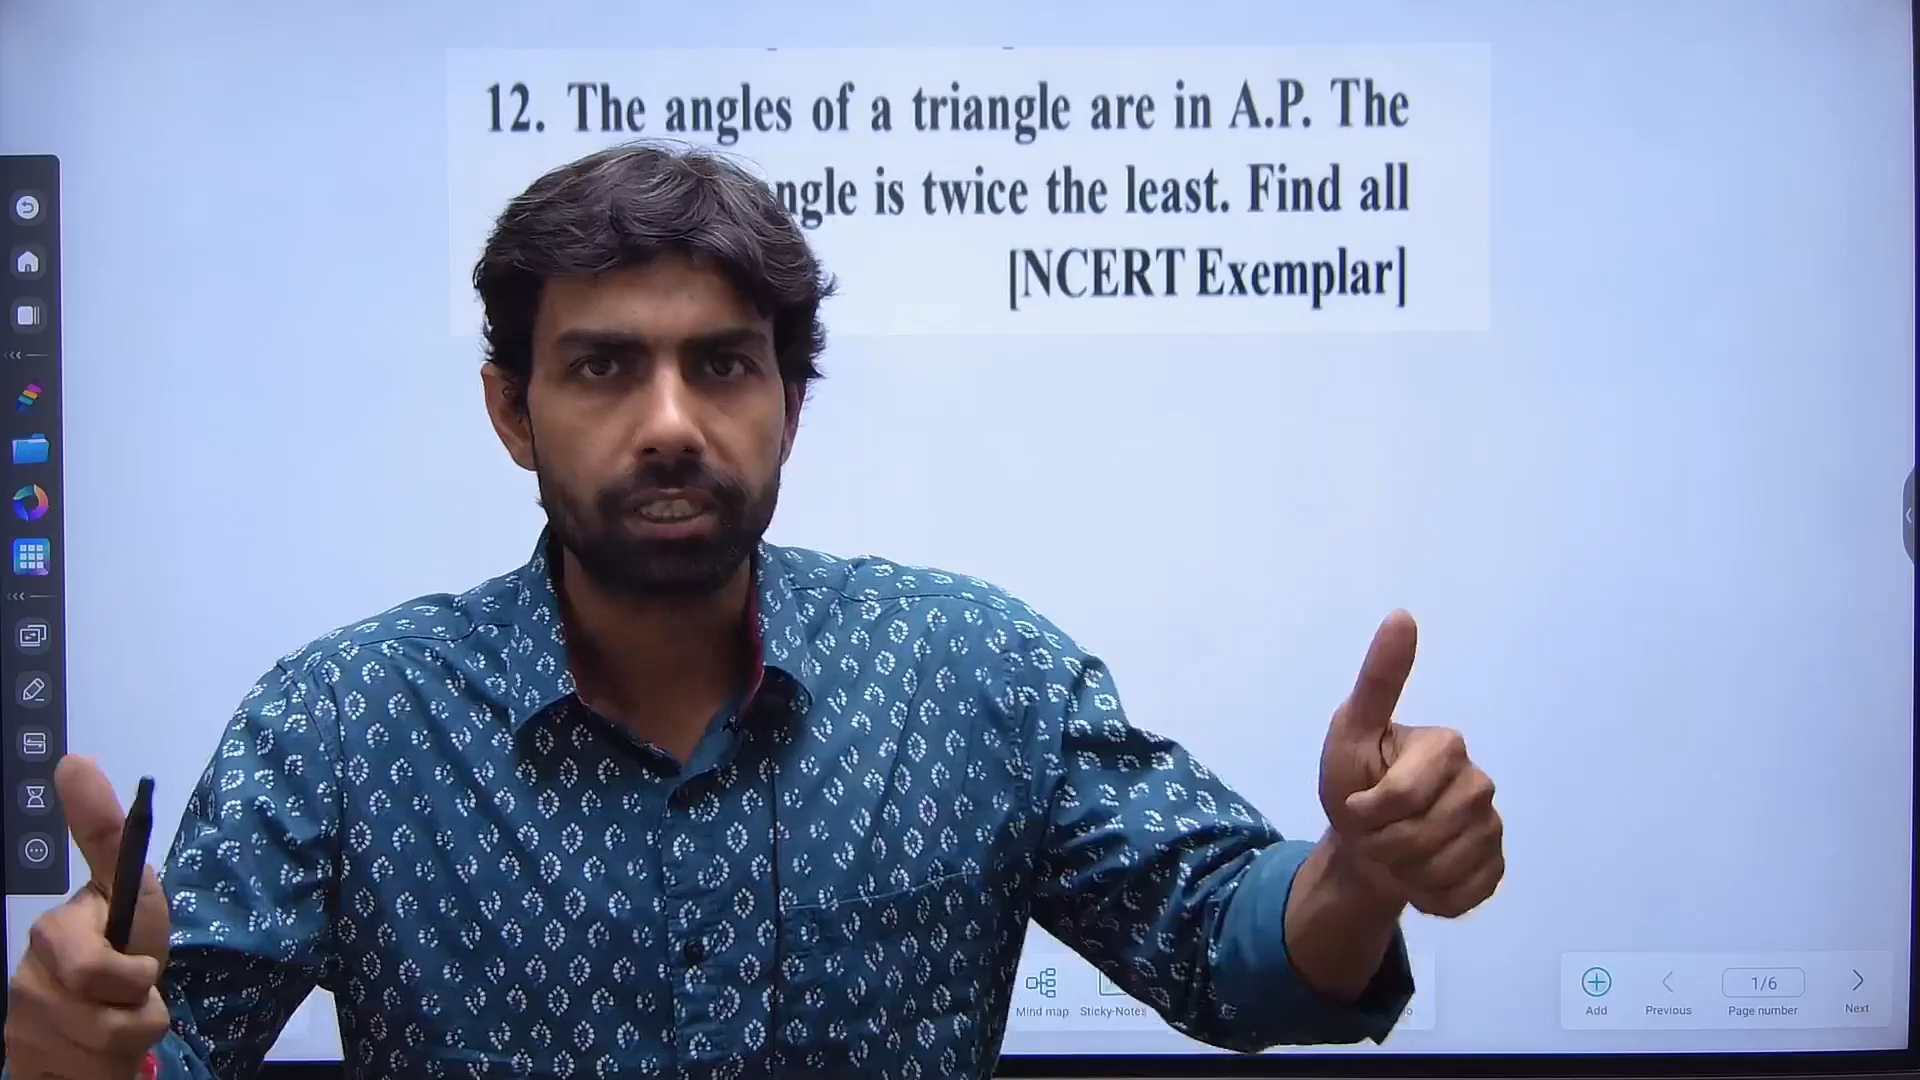 12. The angles of a triangle are in A.P. The
is twice the least. Find all
[NCERT Exemplar]
Mind map
Sticky-Notes
Add
Previous
1/6
Page number
Next